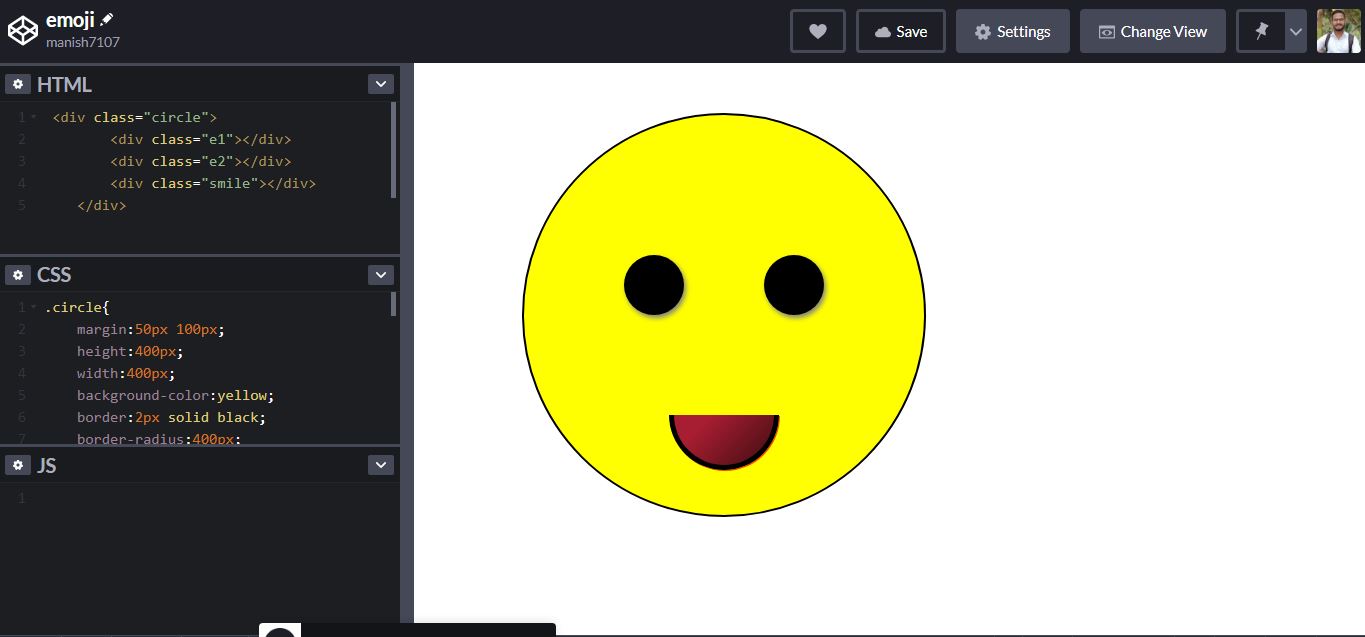 emoji
manish7107
Save
Settings
Change View
HTML
1 <div class="circle">
2 <div class="e1"></div>
3 <div class="e2"></div>
4 <div class="smile"></div>
5 </div>
CSS
1 .circle{
2 margin:50px 100px;
3 height:400px;
4 width:400px;
5 background-color:yellow;
6 border:2px solid black;
7 border-radius:400px;
JS
1